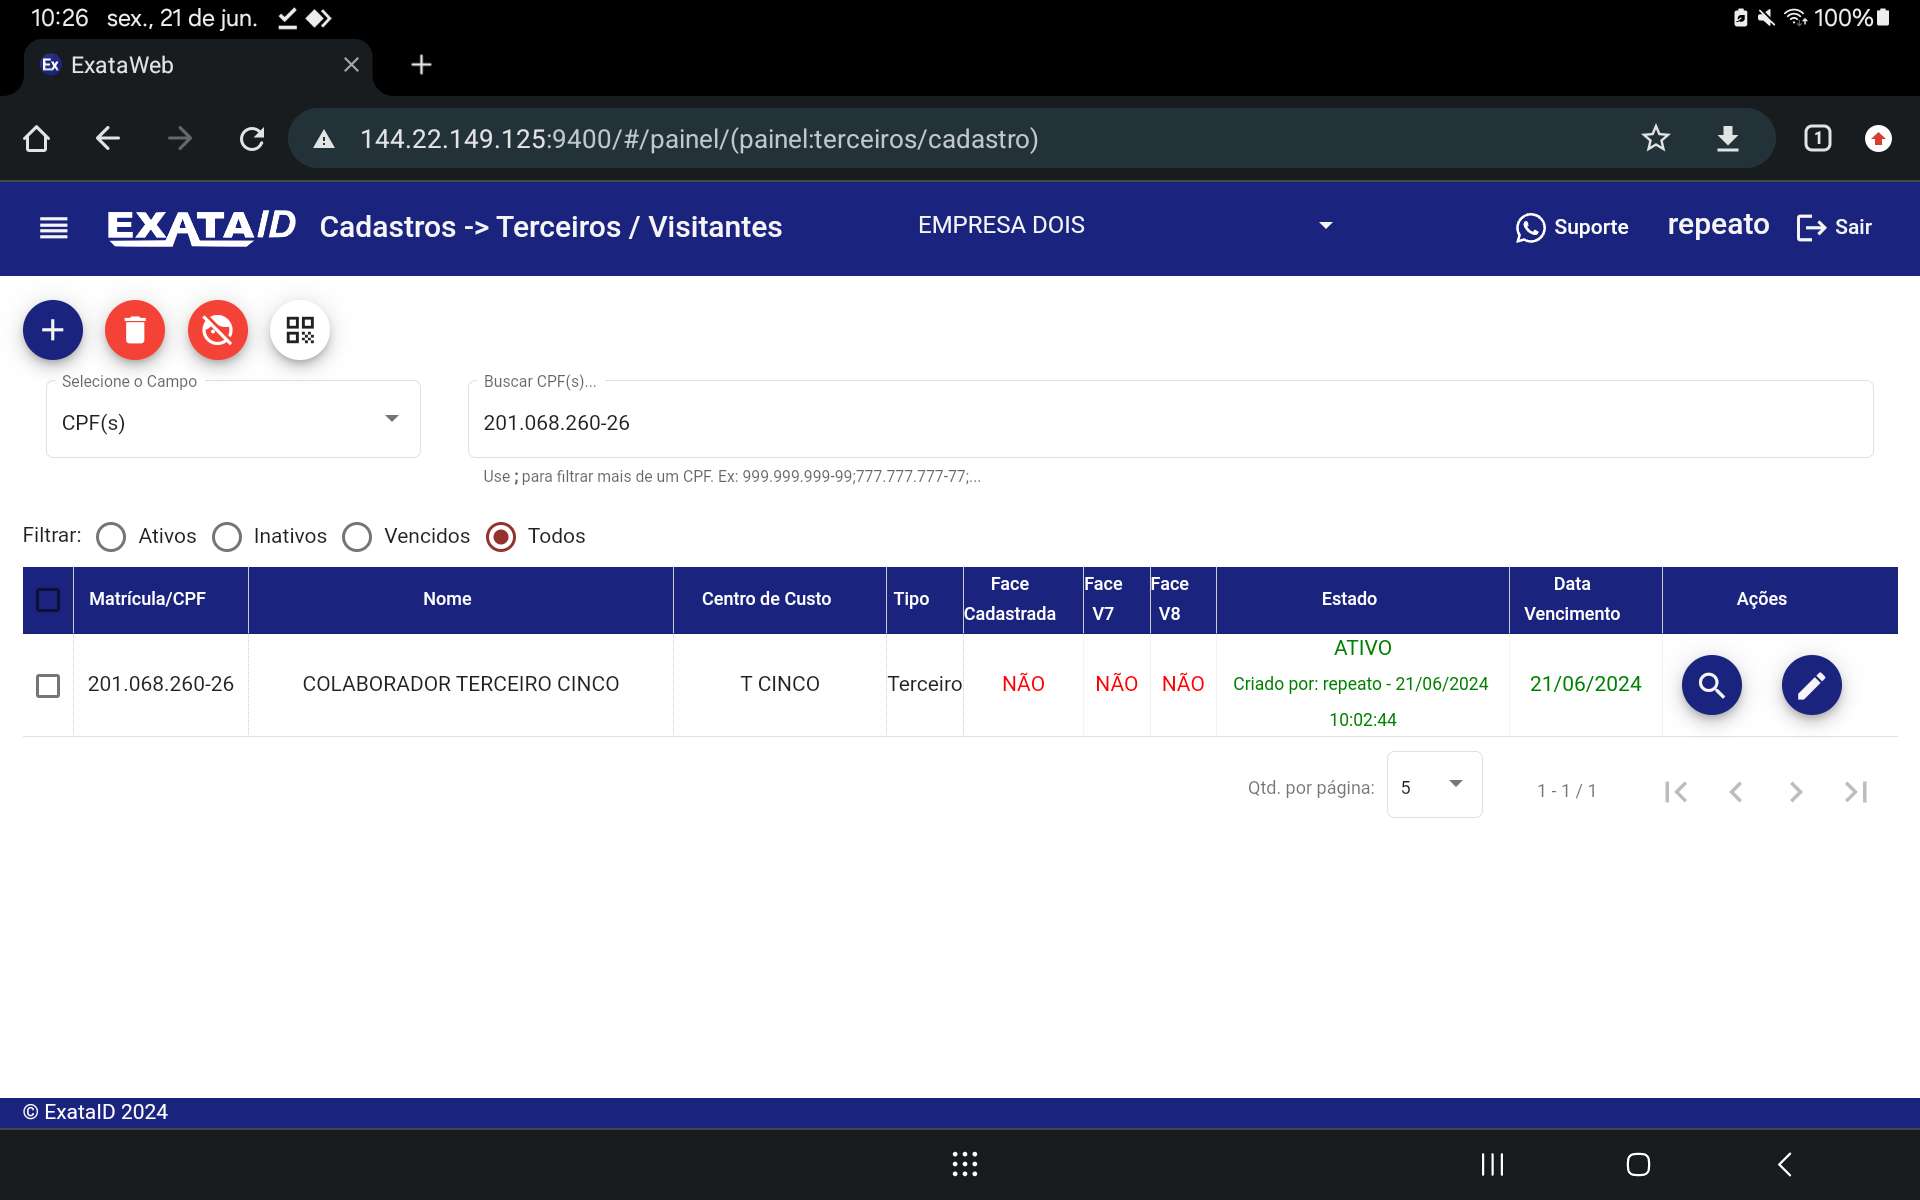 10:26 sex., 21 de jun. 100%
Ex ExataWeb
144.22.149.125:9400/#/painel/(painel:terceiros/cadastro) 1
EXATAID Cadastros -> Terceiros / Visitantes EMPRESA DOIS Suporte repeato Sair
Selecione o Campo Buscar CPF(s)...
CPF(s) 201.068.260-26
Use ; para filtrar mais de um CPF. Ex: 999.999.999-99;777.777.777-77;...
Filtrar: Ativos Inativos Vencidos Todos
Matrícula/CPF Nome Centro de Custo Tipo Face Cadastrada Face V7 Face V8 Estado Data Vencimento Ações
201.068.260-26 COLABORADOR TERCEIRO CINCO T CINCO Terceiro NÃO NÃO NÃO ATIVO Criado por: repeato - 21/06/2024 10:02:44 21/06/2024
Qtd. por página: 5 1 - 1 / 1
© ExataID 2024